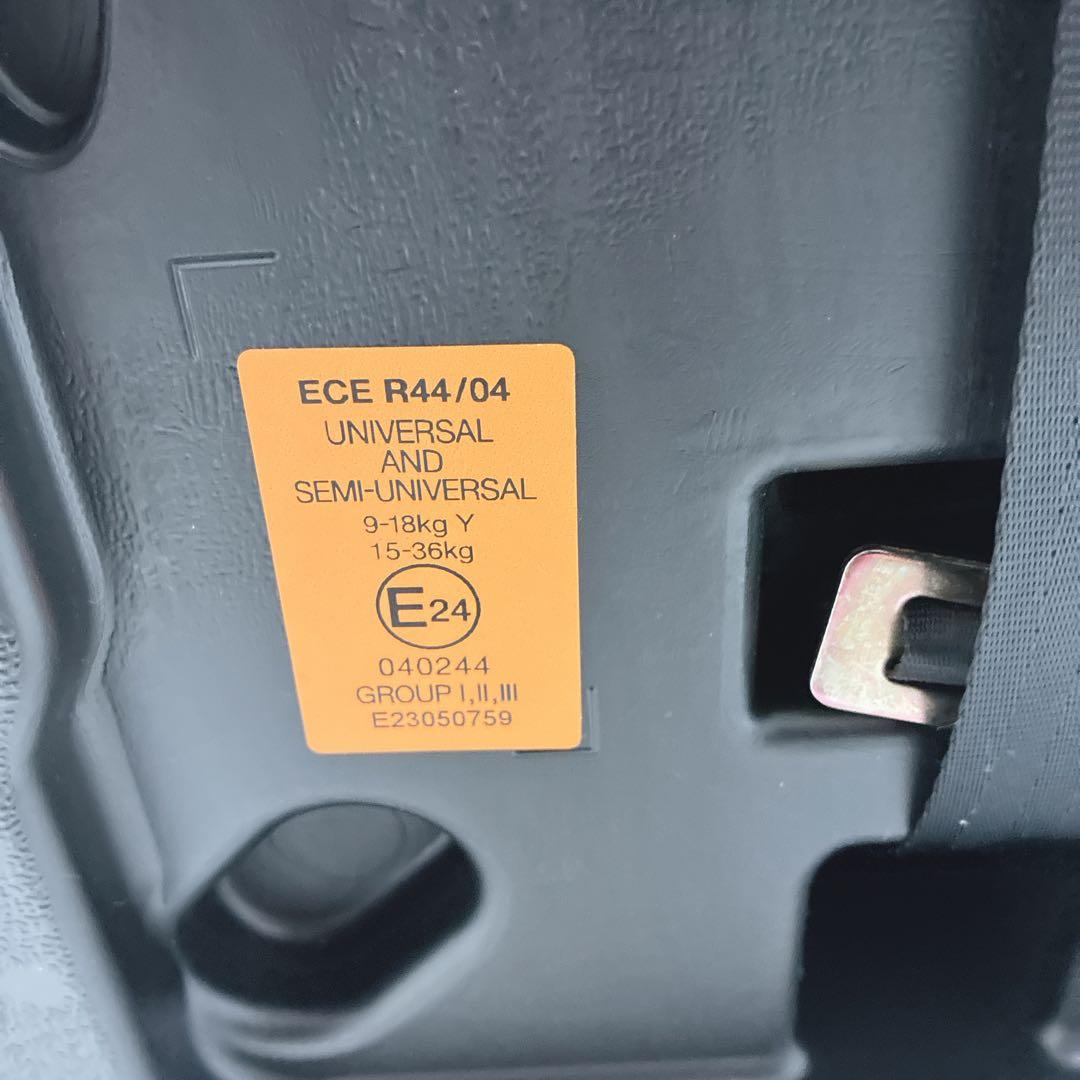 ECE R44/04
UNIVERSAL
AND
SEMI-UNIVERSAL
9-18kg Y
15-36kg
E24
040244
GROUP I,II,III
E23050759